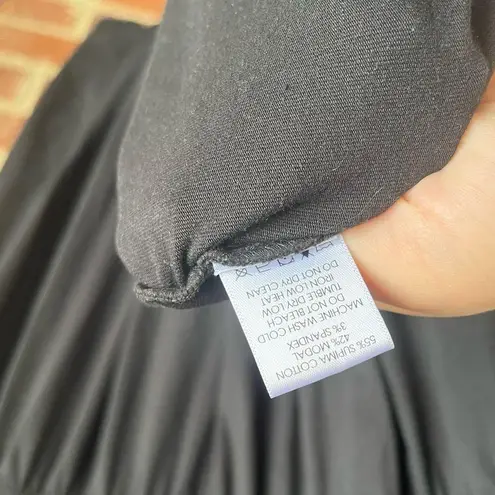 55% SUPIMA COTTON
42% MODAL
3% SPANDEX
MACHINE WASH COLD
DO NOT BLEACH
TUMBLE DRY LOW
IRON LOW HEAT
DO NOT DRY CLEAN